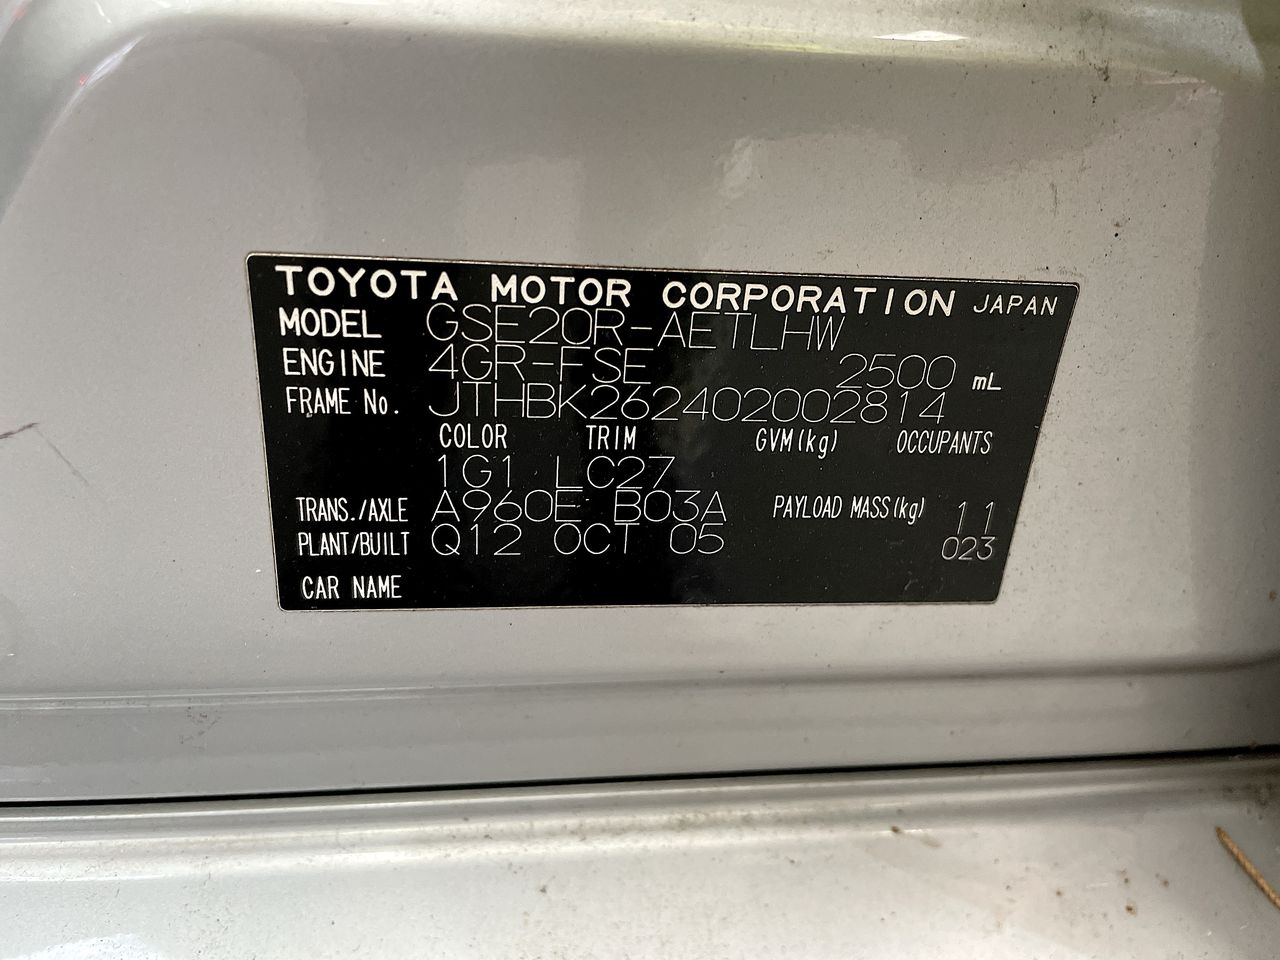 TOYOTA MOTOR CORPORATION JAPAN
MODEL GSE20R-AETLHW
ENGINE 4GR-FSE 2500 mL
FRAME No. JTHBK262402002814
COLOR TRIM GVM(kg) OCCUPANTS
1G1 LC27
TRANS./AXLE A960E B03A PAYLOAD MASS(kg) 11
PLANT/BUILT Q12 OCT 05 023
CAR NAME